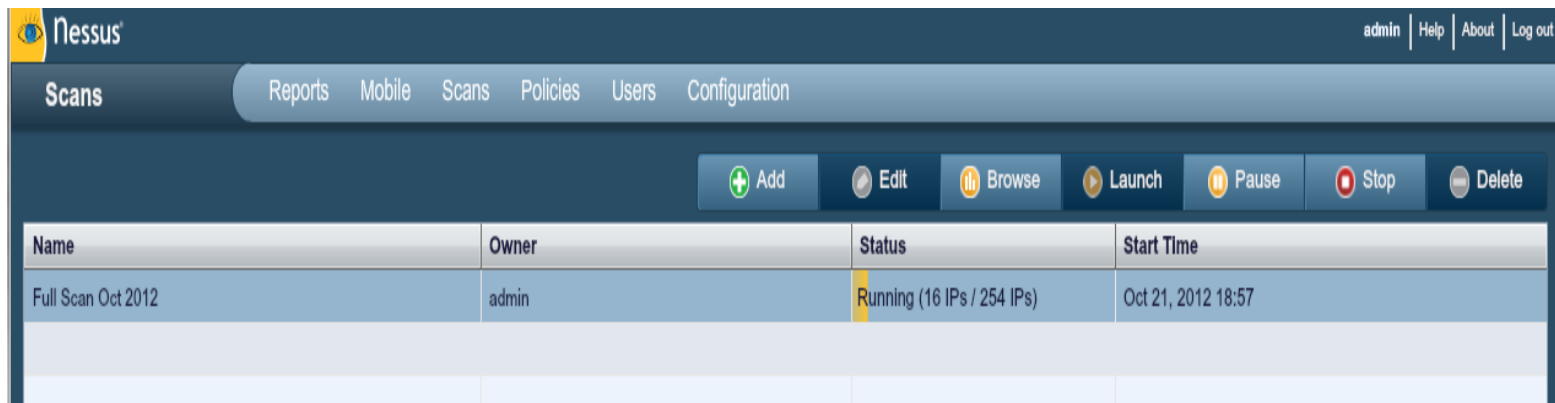 Nessus
admin | Help | About | Log out
Scans
Reports Mobile Scans Policies Users Configuration
Add Edit Browse Launch Pause Stop Delete
Name Owner Status Start Time
Full Scan Oct 2012 admin Running (16 IPs / 254 IPs) Oct 21, 2012 18:57